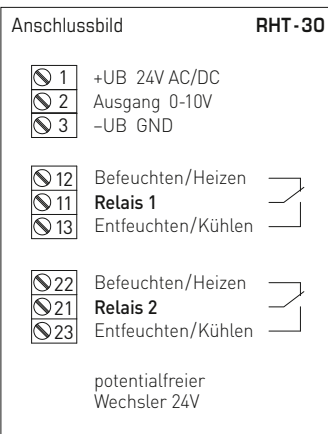 Anschlussbild RHT-30
1 +UB 24V AC/DC
2 Ausgang 0-10V
3 –UB GND
12 Befeuchten/Heizen
11 Relais 1
13 Entfeuchten/Kühlen
22 Befeuchten/Heizen
21 Relais 2
23 Entfeuchten/Kühlen
potentialfreier
Wechsler 24V